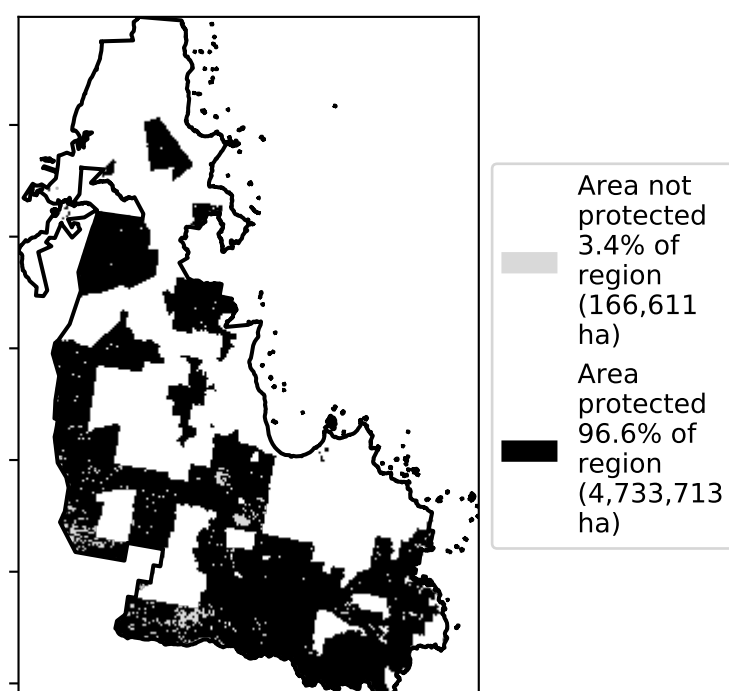 Area not
protected
3.4% of
region
(166,611
ha)
Area
protected
96.6% of
region
(4,733,713
ha)